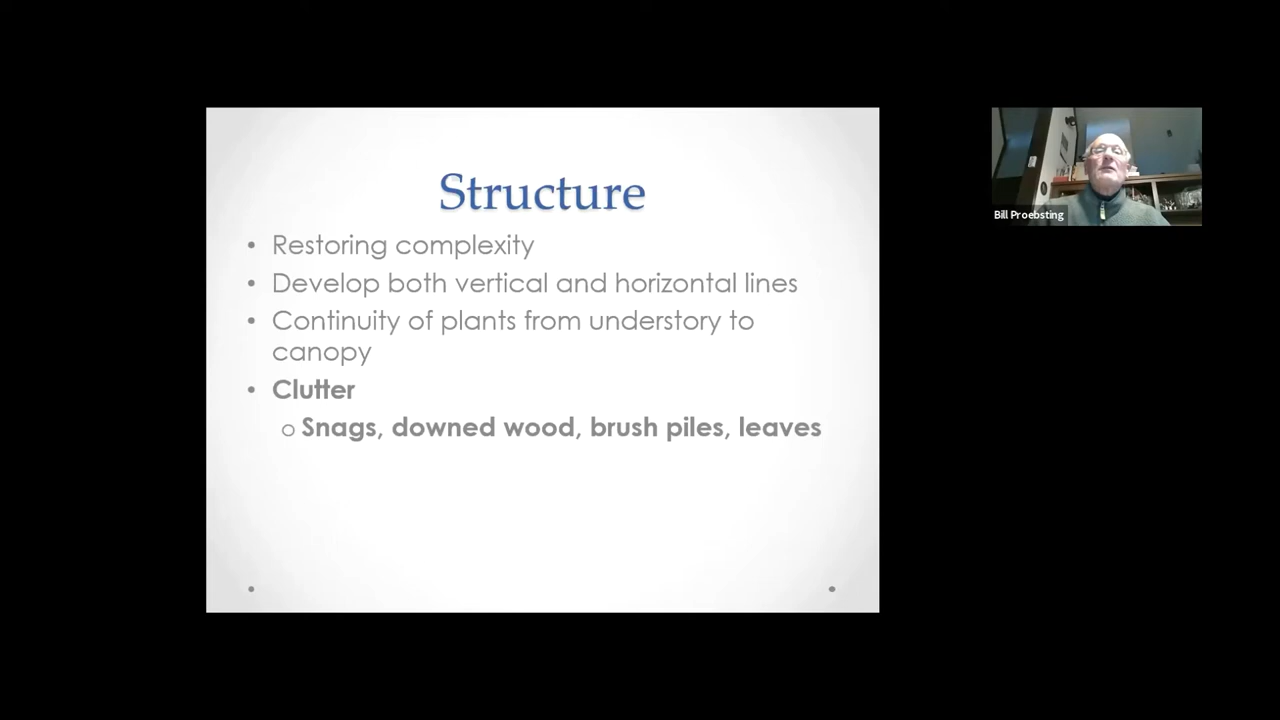 Structure
• Restoring complexity
• Develop both vertical and horizontal lines
• Continuity of plants from understory to
canopy
• Clutter
o Snags, downed wood, brush piles, leaves
Bill Proebsting